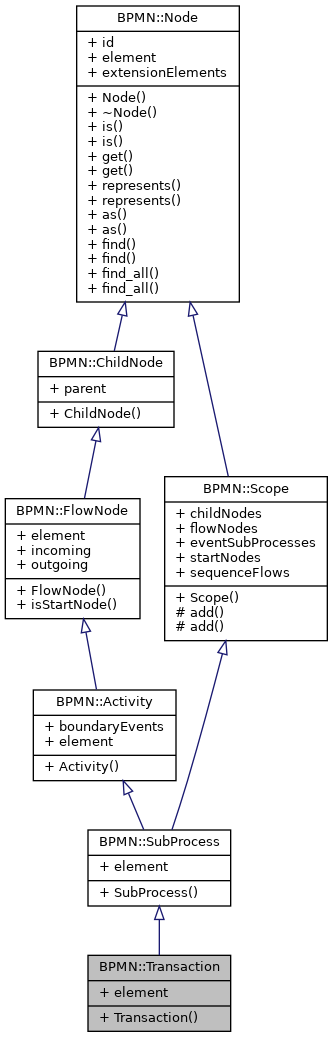 BPMN::Node
+ id
+ element
+ extensionElements
+ Node()
+ ~Node()
+ is()
+ is()
+ get()
+ get()
+ represents()
+ represents()
+ as()
+ as()
+ find()
+ find()
+ find_all()
+ find_all()
BPMN::ChildNode
+ parent
+ ChildNode()
BPMN::FlowNode
+ element
+ incoming
+ outgoing
+ FlowNode()
+ isStartNode()
BPMN::Scope
+ childNodes
+ flowNodes
+ eventSubProcesses
+ startNodes
+ sequenceFlows
+ Scope()
# add()
# add()
BPMN::Activity
+ boundaryEvents
+ element
+ Activity()
BPMN::SubProcess
+ element
+ SubProcess()
BPMN::Transaction
+ element
+ Transaction()